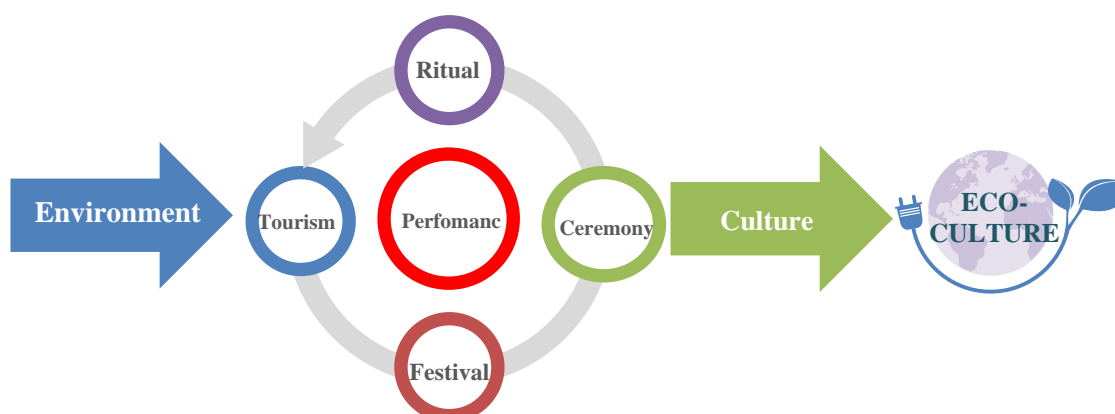 Ritual
Environment
Tourism
Perfomanc
Ceremony
Culture
ECO-
CULTURE
Festival